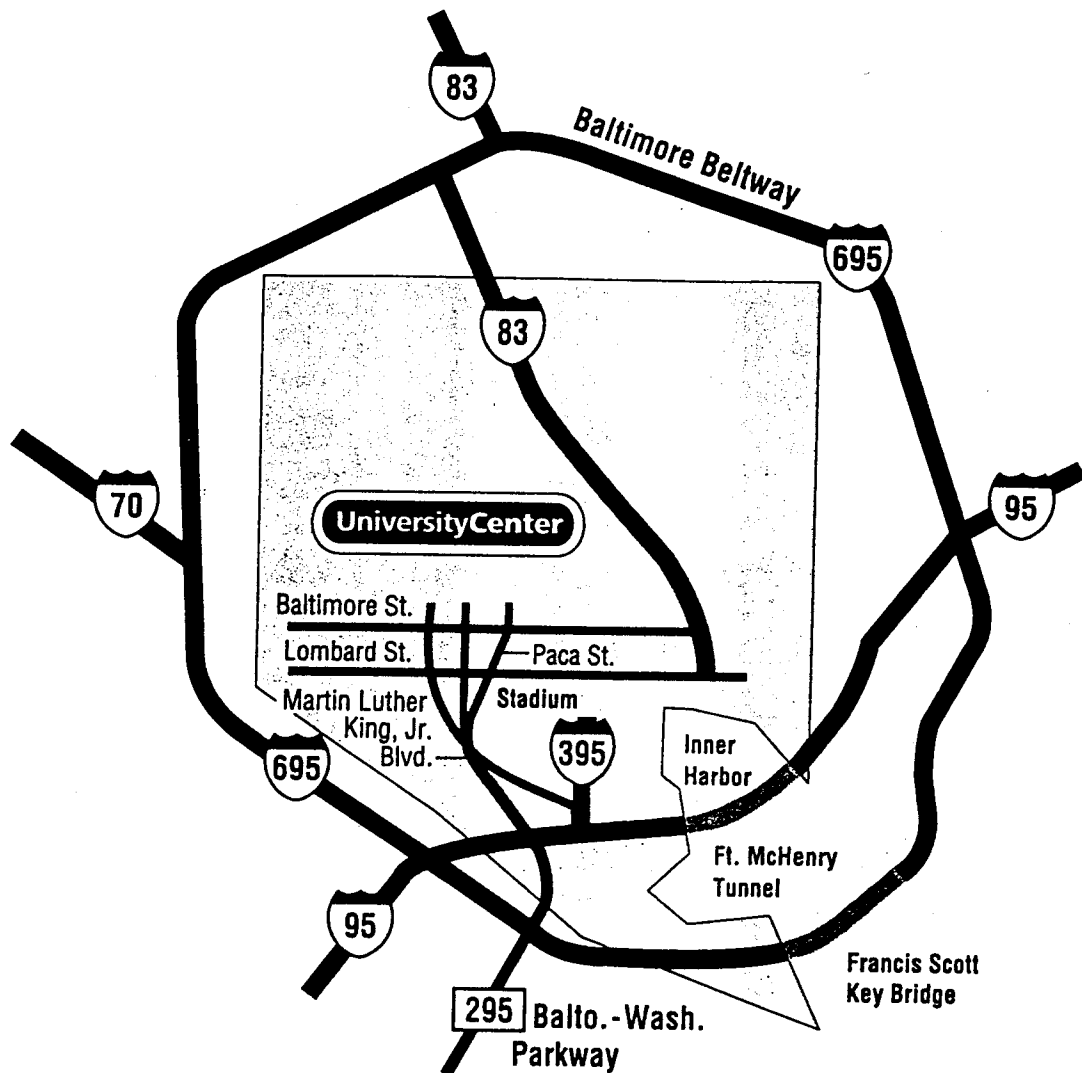 83
Baltimore Beltway
695
83
70
95
UniversityCenter
Baltimore St.
Lombard St.
Paca St.
Martin Luther
King, Jr.
Blvd.
Stadium
395
Inner
Harbor
695
Ft. McHenry
Tunnel
95
Francis Scott
Key Bridge
295
Balto.-Wash.
Parkway